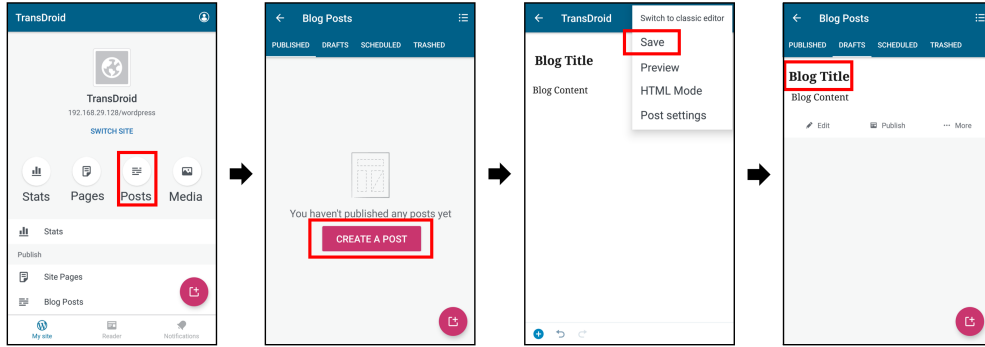 TransDroid
TransDroid
192.168.29.128/wordpress
SWITCH SITE
Stats Pages Posts Media
Stats
Publish
Site Pages
Blog Posts
My site Reader Notifications
Blog Posts
PUBLISHED DRAFTS SCHEDULED TRASHED
You haven't published any posts yet
CREATE A POST
TransDroid
Switch to classic editor
Save
Preview
HTML Mode
Post settings
Blog Title
Blog Content
Blog Posts
PUBLISHED DRAFTS SCHEDULED TRASHED
Blog Title
Blog Content
Edit Publish More